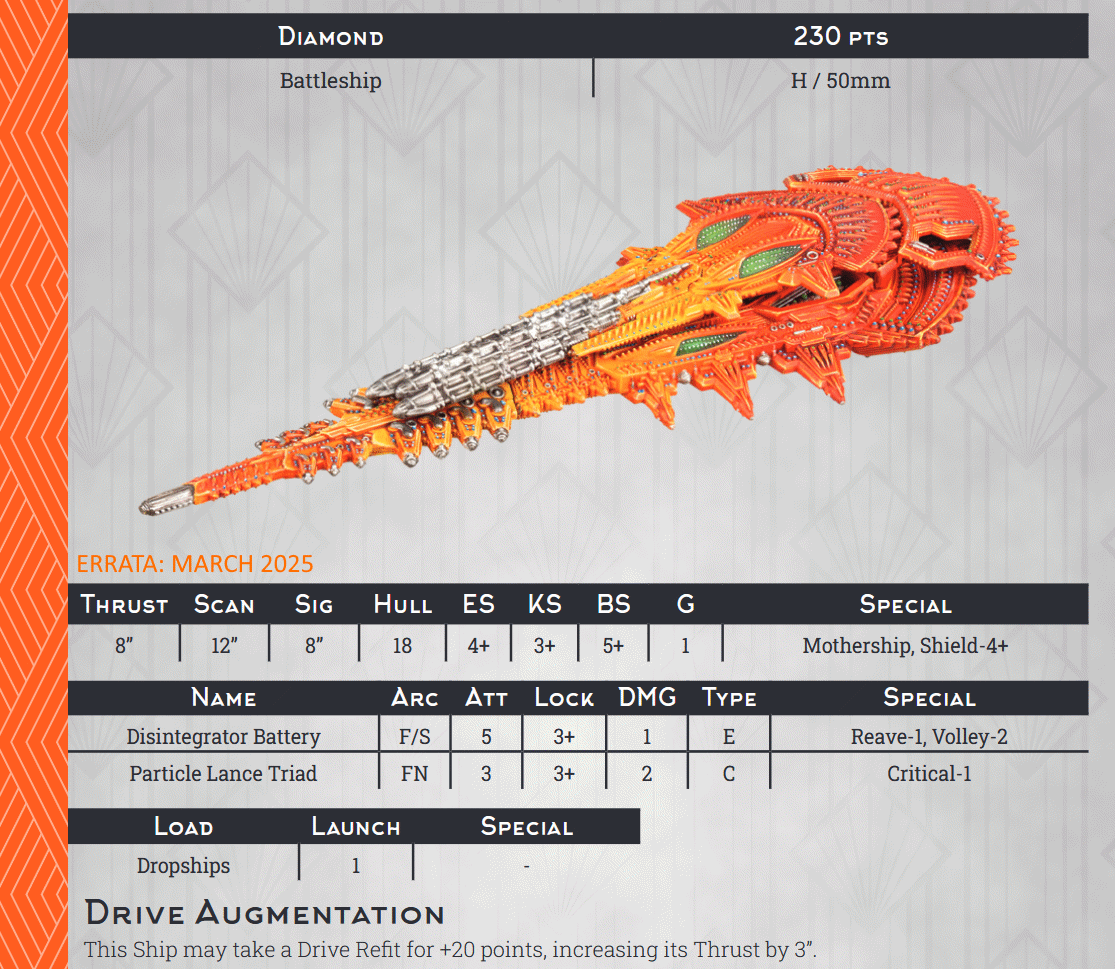 Diamond 230 pts
Battleship H / 50mm
ERRATA: MARCH 2025
Thrust Scan Sig Hull ES KS BS G Special
8” 12” 8” 18 4+ 3+ 5+ 1 Mothership, Shield-4+
Name Arc Att Lock DMG Type Special
Disintegrator Battery F/S 5 3+ 1 E Reave-1, Volley-2
Particle Lance Triad FN 3 3+ 2 C Critical-1
Load Launch Special
Dropships 1 -
Drive Augmentation
This Ship may take a Drive Refit for +20 points, increasing its Thrust by 3”.